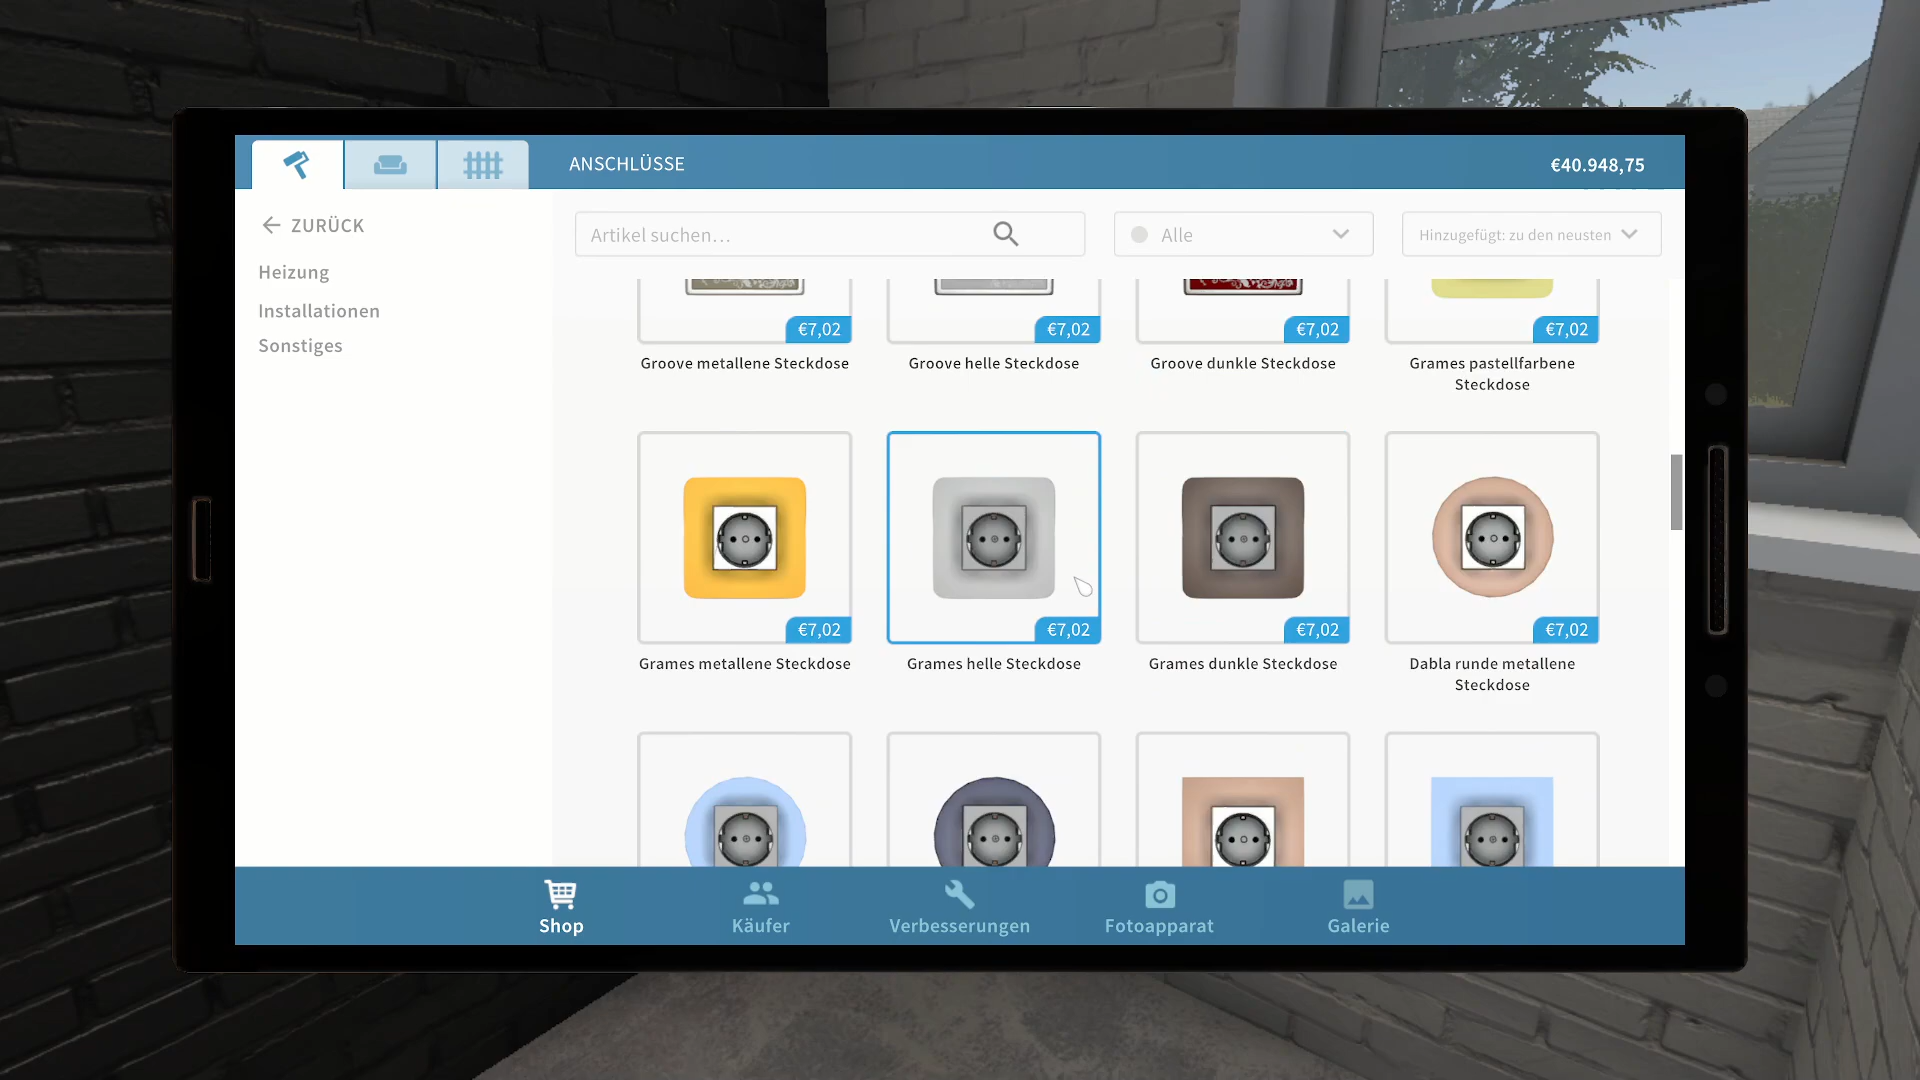 ANSCHLÜSSE
€40.948,75
ZURÜCK
Heizung
Installationen
Sonstiges
Artikel suchen...
Alle
Hinzugefügt: zu den neusten
€7,02
€7,02
€7,02
€7,02
Groove metallene Steckdose
Groove helle Steckdose
Groove dunkle Steckdose
Grames pastellfarbene
Steckdose
€7,02
€7,02
€7,02
€7,02
Grames metallene Steckdose
Grames helle Steckdose
Grames dunkle Steckdose
Dabla runde metallene
Steckdose
Shop
Käufer
Verbesserungen
Fotoapparat
Galerie